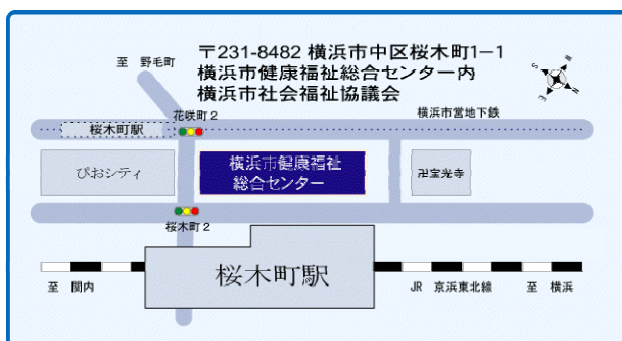 〒231-8482 横浜市中区桜木町1-1
横浜市健康福祉総合センター内
横浜市社会福祉協議会
至 野毛町
花咲町2
横浜市営地下鉄
桜木町駅
ぴおシティ
横浜市健康福祉
総合センター
卍宝光寺
桜木町2
桜木町駅
至 関内
JR 京浜東北線
至 横浜
S
W
E
N